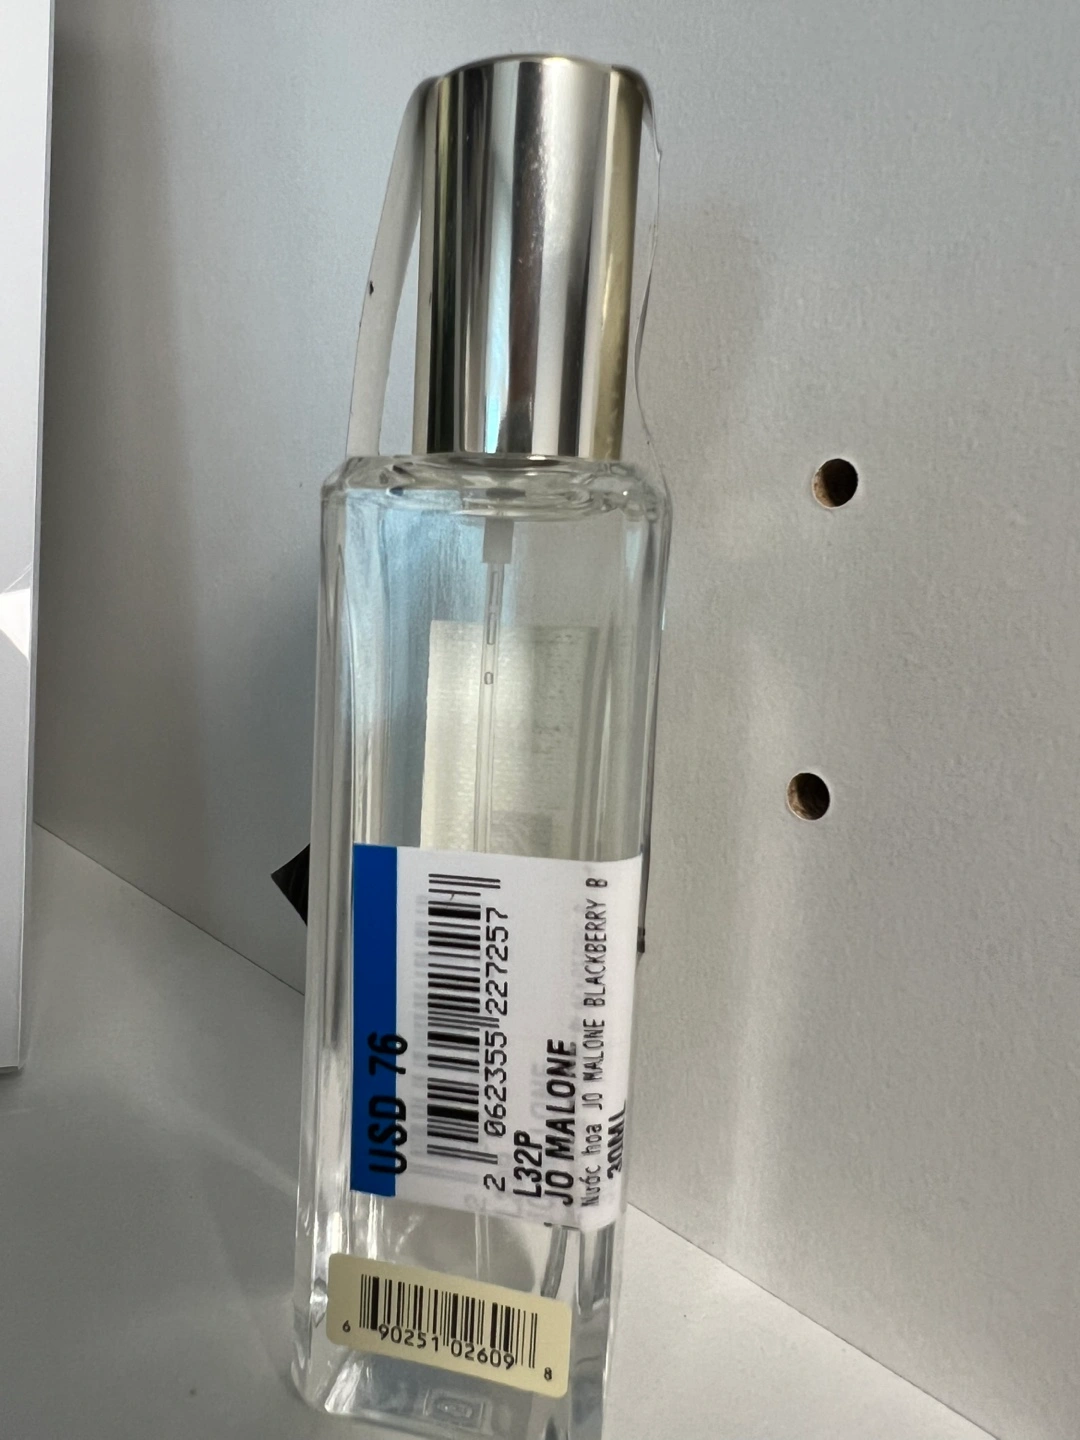 USD 76
2 062355 227257
L32P
JO MALONE
Nước hoa JO MALONE BLACKBERRY B
30ML
6 90251 02609 8